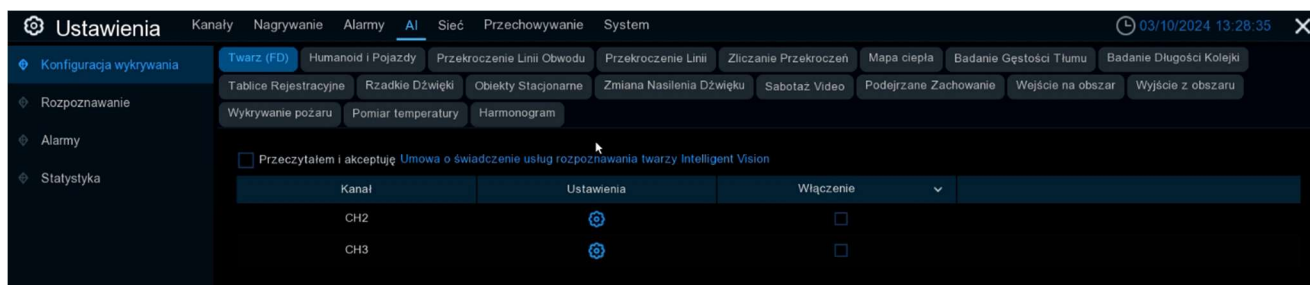 Ustawienia Kanały Nagrywanie Alarmy AI Sieć Przechowywanie System 03/10/2024 13:28:35
Konfiguracja wykrywania
Rozpoznawanie
Alarmy
Statystyka
Twarz (FD) Humanoid i Pojazdy Przekroczenie Linii Obwodu Przekroczenie Linii Zliczanie Przekroczeń Mapa ciepła Badanie Gęstości Tłumu Badanie Długości Kolejki
Tablice Rejestracyjne Rzadkie Dźwięki Obiekty Stacjonarne Zmiana Nasilenia Dźwięku Sabotaż Video Podejrzane Zachowanie Wejście na obszar Wyjście z obszaru
Wykrywanie pożaru Pomiar temperatury Harmonogram
Przeczytałem i akceptuję Umowa o świadczenie usług rozpoznawania twarzy Intelligent Vision
Kanał Ustawienia Włączenie
CH2
CH3